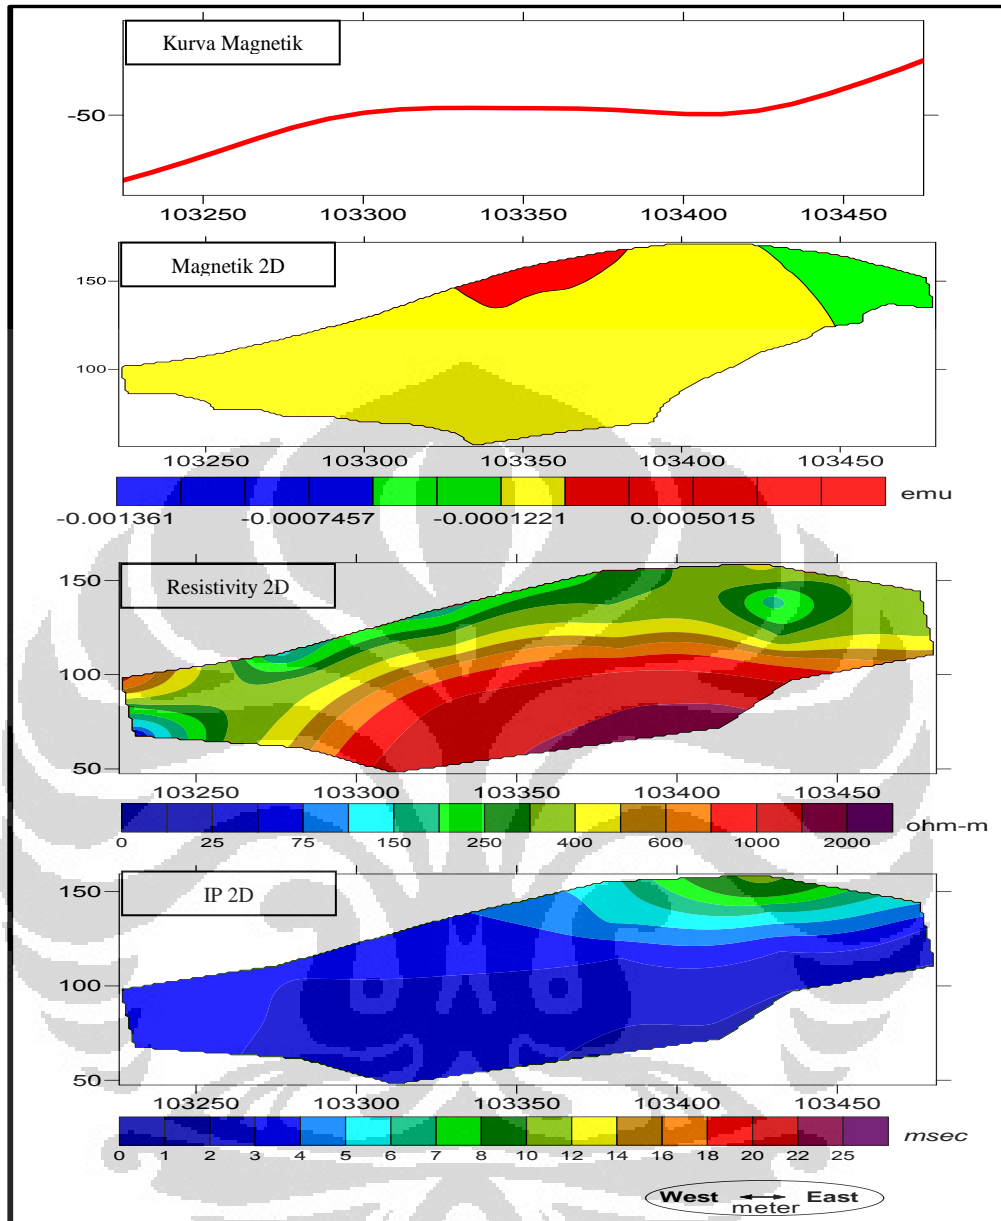 Kurva Magnetik
-50
103250 103300 103350 103400 103450
Magnetik 2D
150
100
103250 103300 103350 103400 103450
emu
-0.001361 -0.0007457 -0.0001221 0.0005015
Resistivity 2D
150
100
50
103250 103300 103350 103400 103450
ohm-m
0 25 75 150 250 400 600 1000 2000
IP 2D
150
100
50
103250 103300 103350 103400 103450
msec
0 1 2 3 4 5 6 7 8 10 12 14 16 18 20 22 25
West East
meter